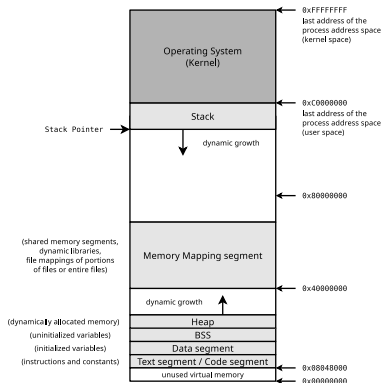 0xFFFFFFFF
last address of the
process address space
(kernel space)
Operating System
(Kernel)
0xC0000000
last address of the
process address space
(user space)
Stack
Stack Pointer
dynamic growth
0x80000000
(shared memory segments,
dynamic libraries,
file mappings of portions
of files or entire files)
Memory Mapping segment
0x40000000
dynamic growth
(dynamically allocated memory)
Heap
(uninitialized variables)
BSS
(initialized variables)
Data segment
(instructions and constants)
Text segment / Code segment
0x08048000
unused virtual memory
0x00000000